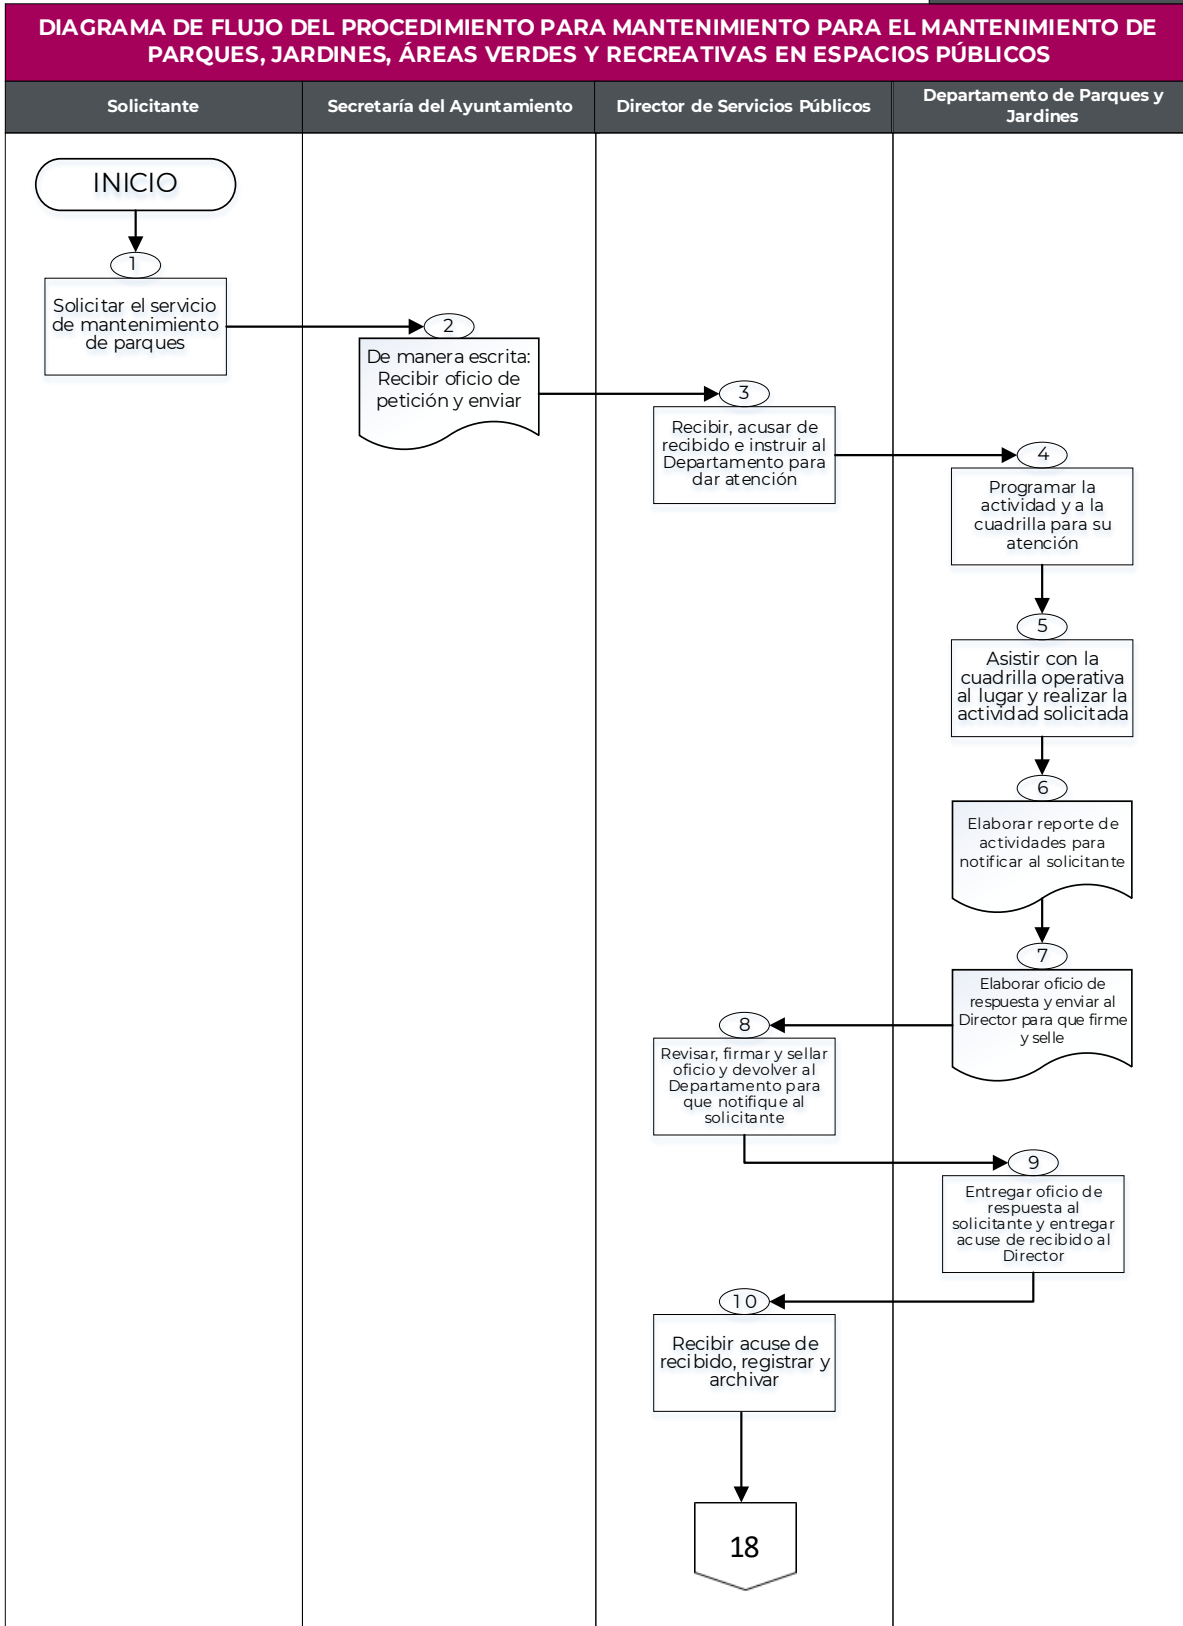 DIAGRAMA DE FLUJO DEL PROCEDIMIENTO PARA MANTENIMIENTO PARA EL MANTENIMIENTO DE
PARQUES, JARDINES, ÁREAS VERDES Y RECREATIVAS EN ESPACIOS PÚBLICOS
Solicitante
Secretaría del Ayuntamiento
Director de Servicios Públicos
Departamento de Parques y
Jardines
INICIO
1
Solicitar el servicio
de mantenimiento
de parques
2
De manera escrita:
Recibir oficio de
petición y enviar
3
Recibir, acusar de
recibido e instruir al
Departamento para
dar atención
4
Programar la
actividad y a la
cuadrilla para su
atención
5
Asistir con la
cuadrilla operativa
al lugar y realizar la
actividad solicitada
6
Elaborar reporte de
actividades para
notificar al solicitante
7
Elaborar oficio de
respuesta y enviar al
Director para que firme
y selle
8
Revisar, firmar y sellar
oficio y devolver al
Departamento para
que notifique al
solicitante
9
Entregar oficio de
respuesta al
solicitante y entregar
acuse de recibido al
Director
10
Recibir acuse de
recibido, registrar y
archivar
18